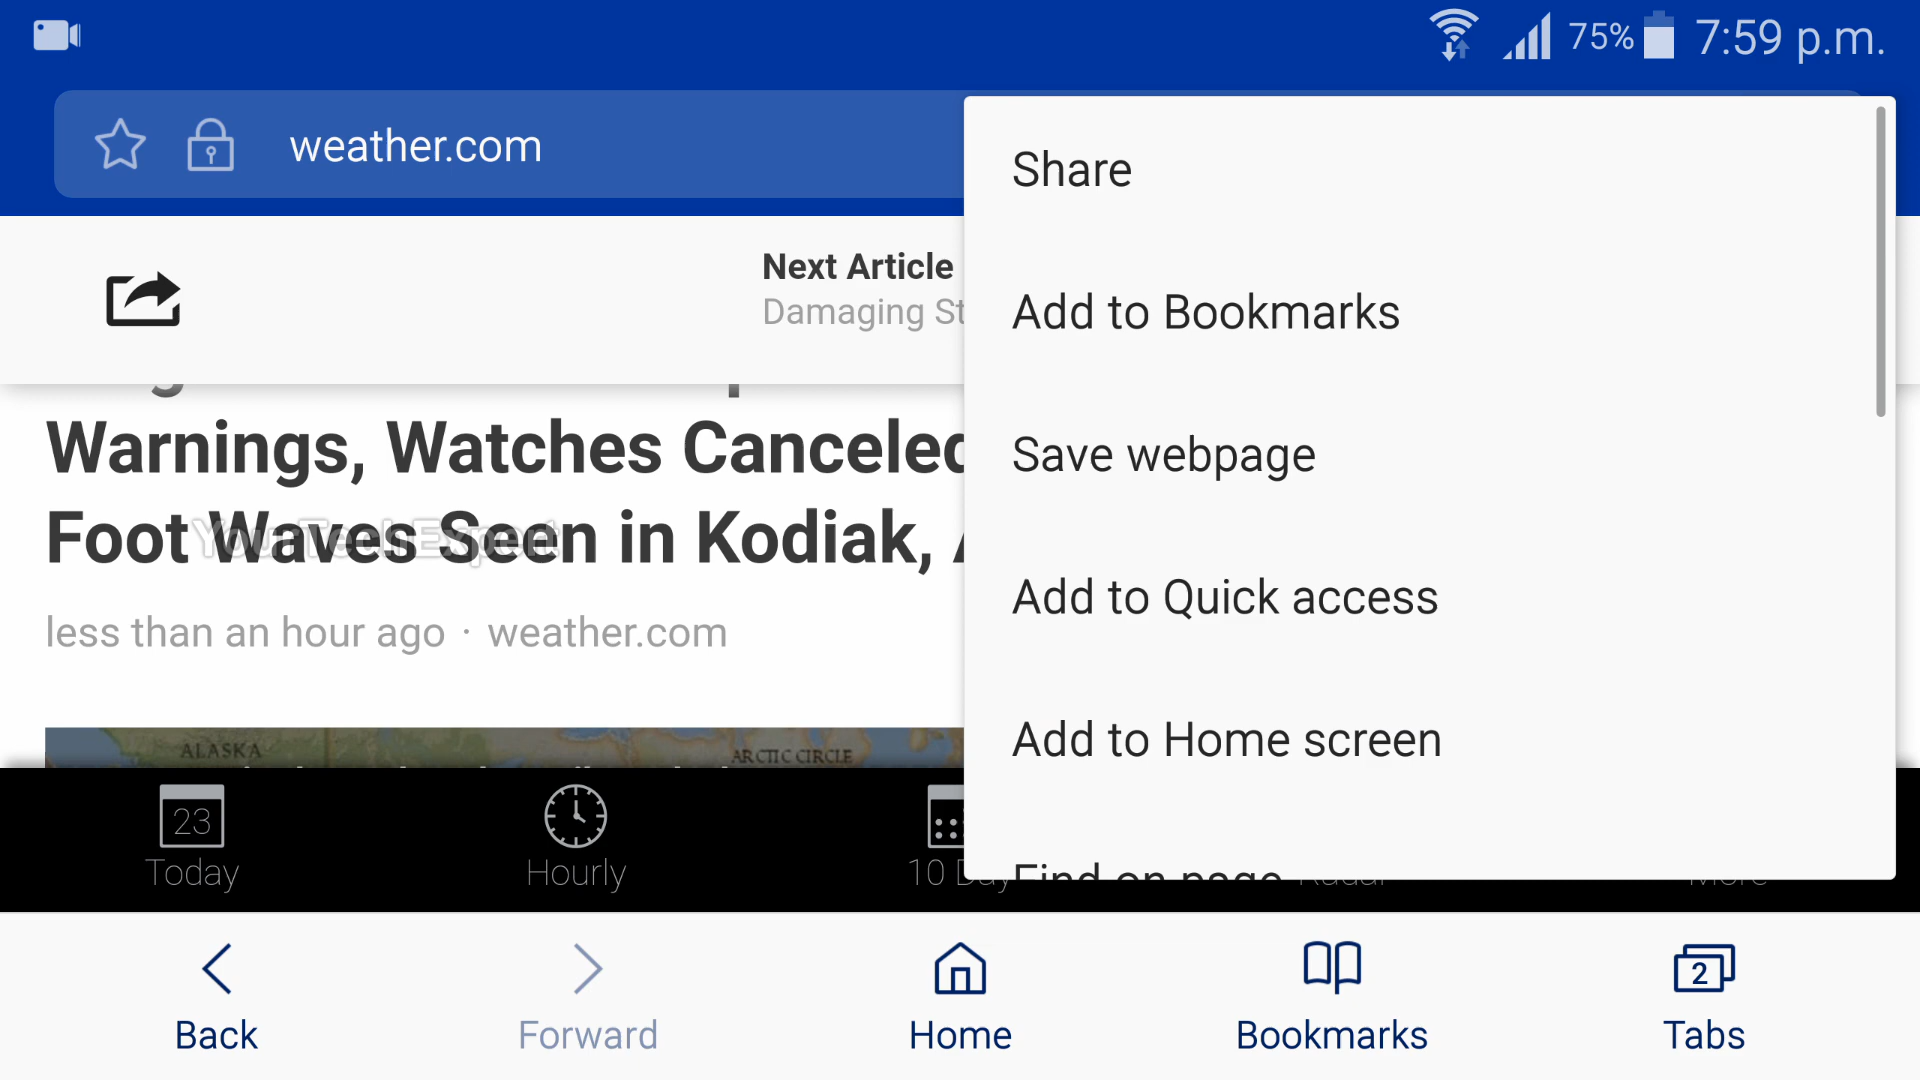 75% 7:59 p.m.
weather.com
Share
Next Article
Damaging St
Add to Bookmarks
Warnings, Watches Canceled
Save webpage
Foot Waves Seen in Kodiak,
YourTechExpert
Add to Quick access
less than an hour ago · weather.com
Add to Home screen
ALASKA
ARCTIC CIRCLE
23
Today
Hourly
10 Day
Find on page
Radar
More
Back
Forward
Home
Bookmarks
2
Tabs